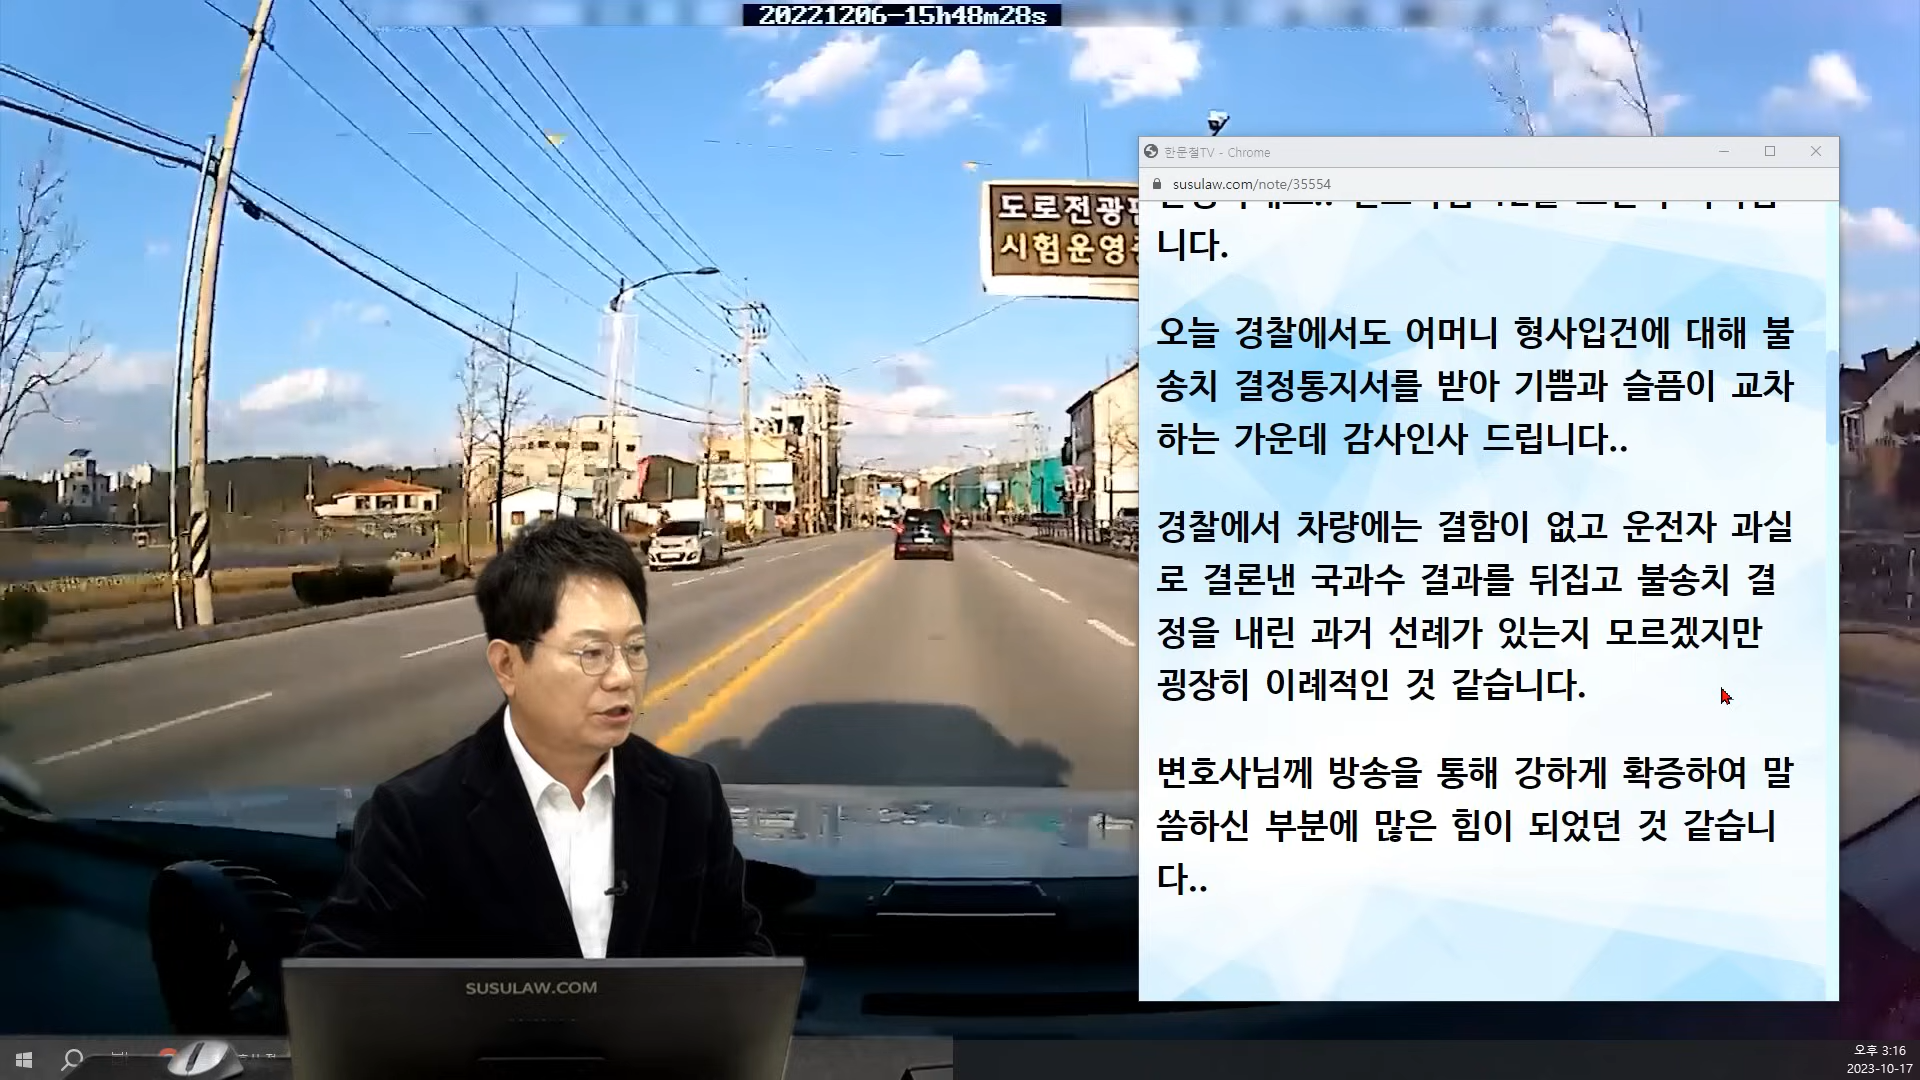 20221206-15h48m28s
도로전광판
시험운영중
한문철TV - Chrome
susulaw.com/note/35554
니다.
오늘 경찰에서도 어머니 형사입건에 대해 불
송치 결정통지서를 받아 기쁨과 슬픔이 교차
하는 가운데 감사인사 드립니다..
경찰에서 차량에는 결함이 없고 운전자 과실
로 결론낸 국과수 결과를 뒤집고 불송치 결
정을 내린 과거 선례가 있는지 모르겠지만
굉장히 이례적인 것 같습니다.
변호사님께 방송을 통해 강하게 확증하여 말
씀하신 부분에 많은 힘이 되었던 것 같습니
다..
SUSULAW.COM
오후 3:16
2023-10-17